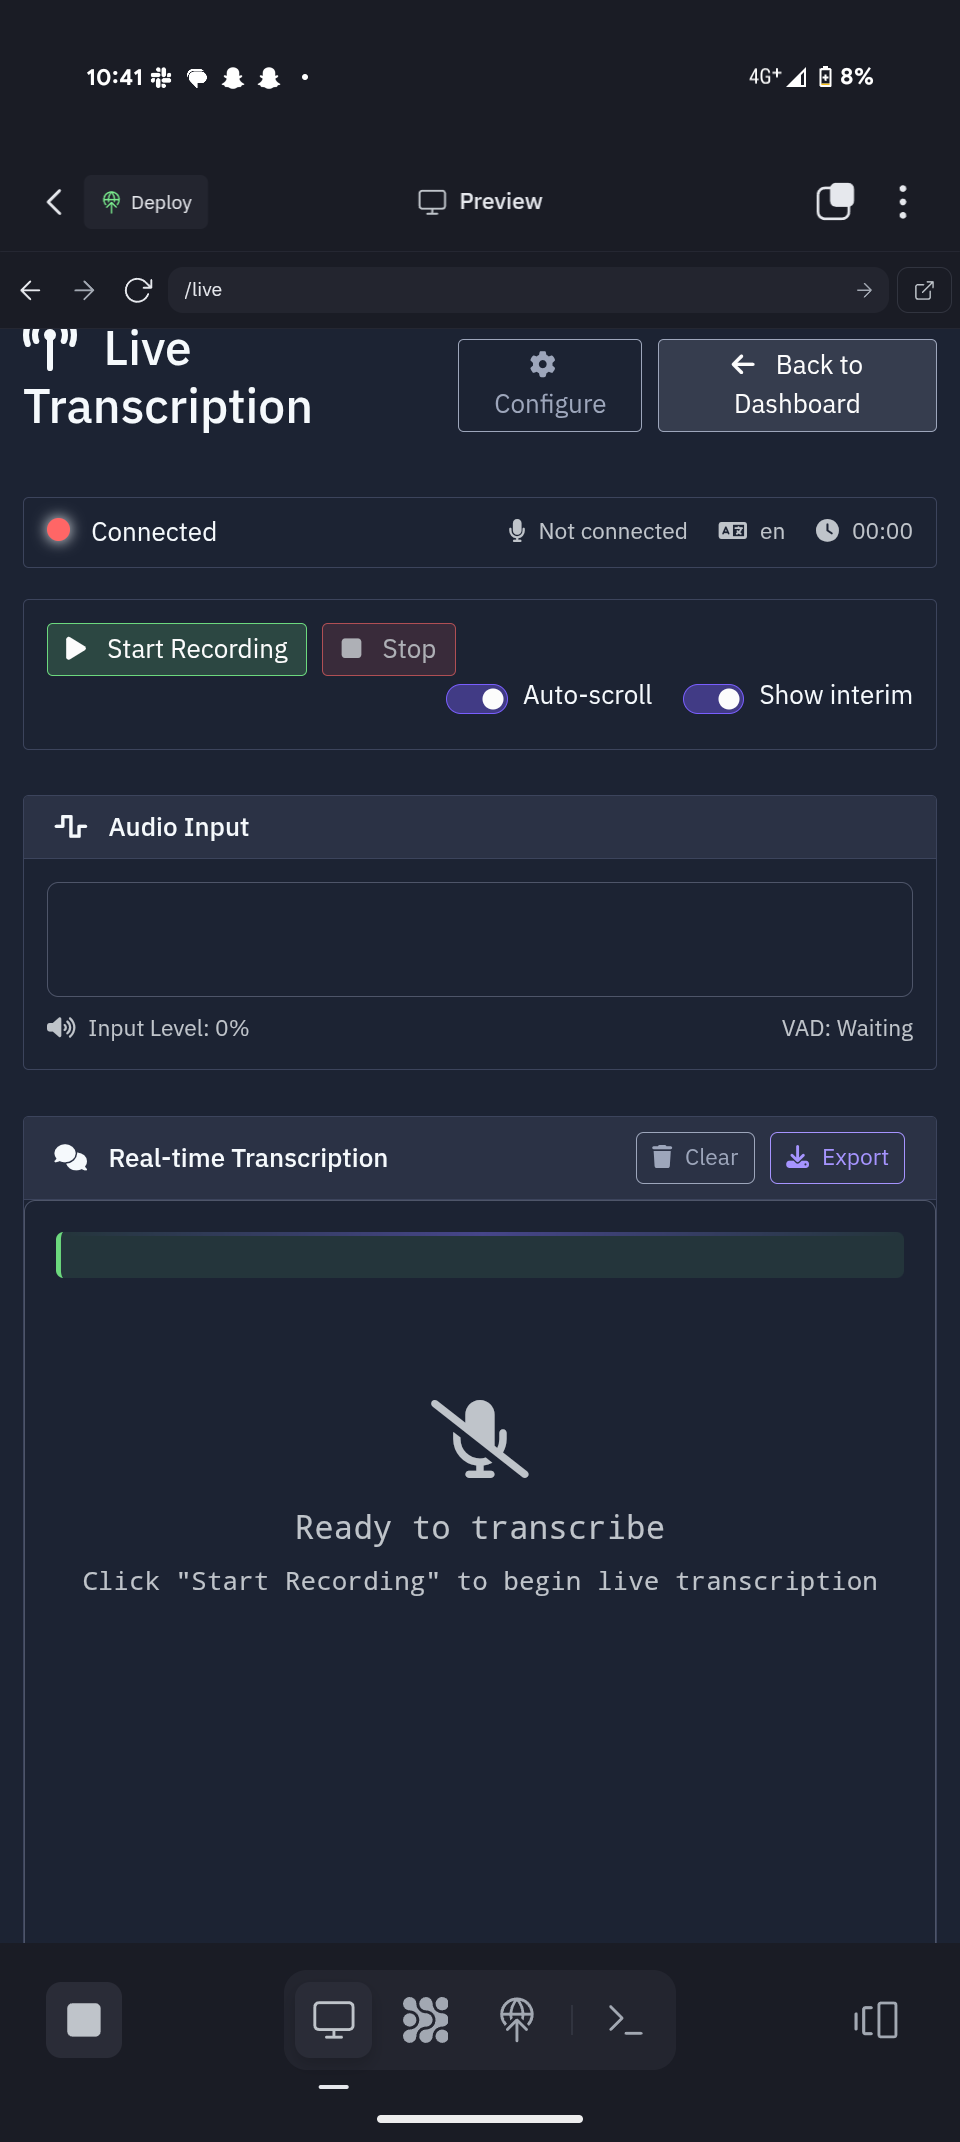 10:41
4G+ 8%
Deploy
Preview
/live
Live
Transcription
Configure
Back to
Dashboard
Connected
Not connected
en
00:00
Start Recording
Stop
Auto-scroll
Show interim
Audio Input
Input Level: 0%
VAD: Waiting
Real-time Transcription
Clear
Export
Ready to transcribe
Click "Start Recording" to begin live transcription